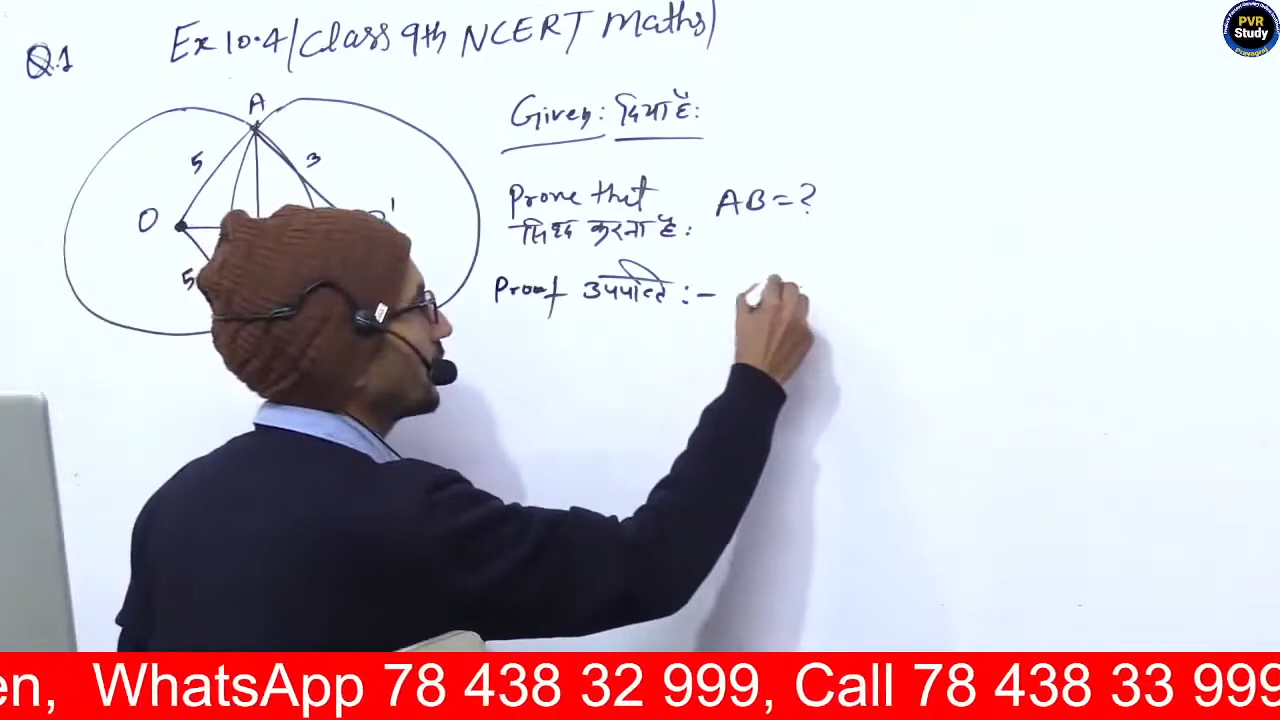 Q.1
Ex 10.4/(Class 9th NCERT Maths)
PVR
Study
Prayagraj
A
Given: दिया है:
5
3
Prove that
AB = ?
O
सिध्द करना है:
5
Proof उपपत्ति :-
en, WhatsApp 78 438 32 999, Call 78 438 33 999